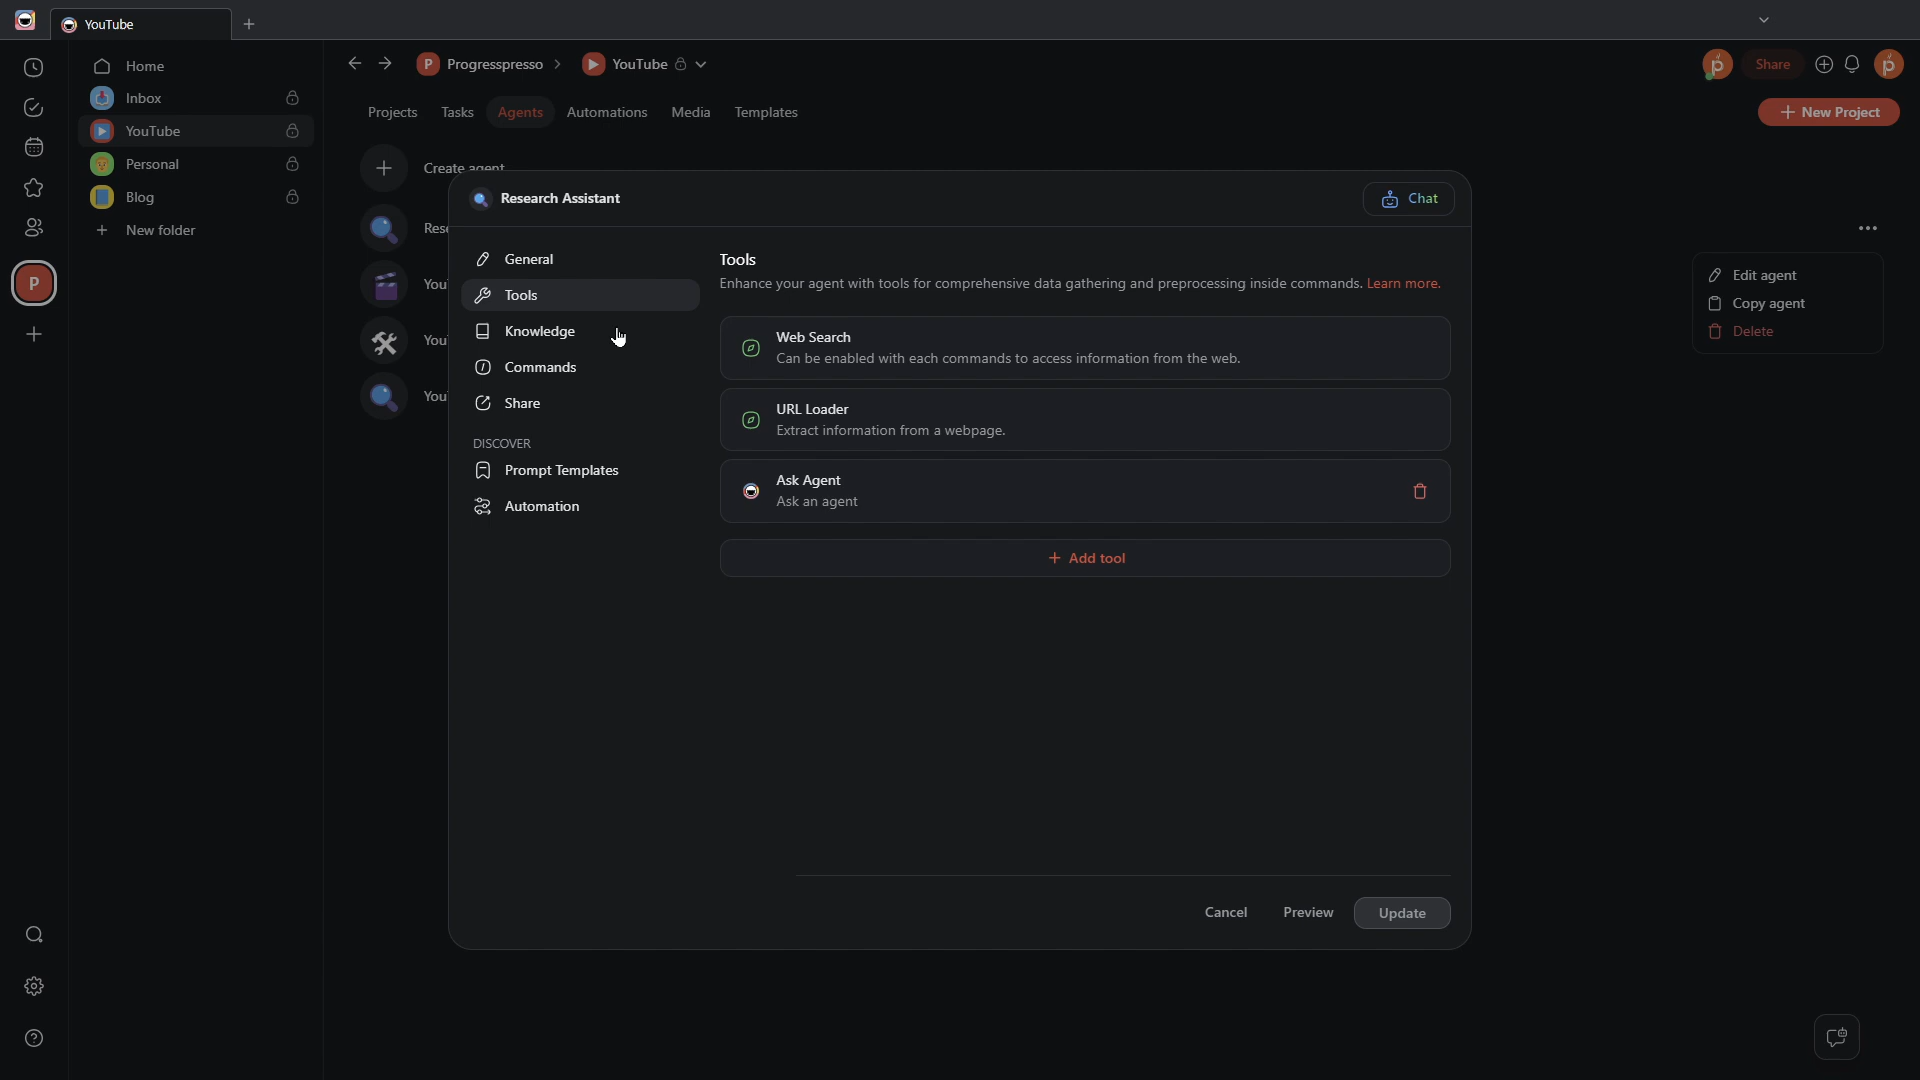 YouTube
Home
Inbox
YouTube
Personal
Blog
New folder
P
P Progresspresso > YouTube
p Share p
Projects Tasks Agents Automations Media Templates
New Project
Create agent
Rese
You
You
You
Edit agent
Copy agent
Delete
Research Assistant
Chat
General
Tools
Knowledge
Commands
Share
DISCOVER
Prompt Templates
Automation
Tools
Enhance your agent with tools for comprehensive data gathering and preprocessing inside commands. Learn more.
Web Search
Can be enabled with each commands to access information from the web.
URL Loader
Extract information from a webpage.
Ask Agent
Ask an agent
+ Add tool
Cancel Preview Update